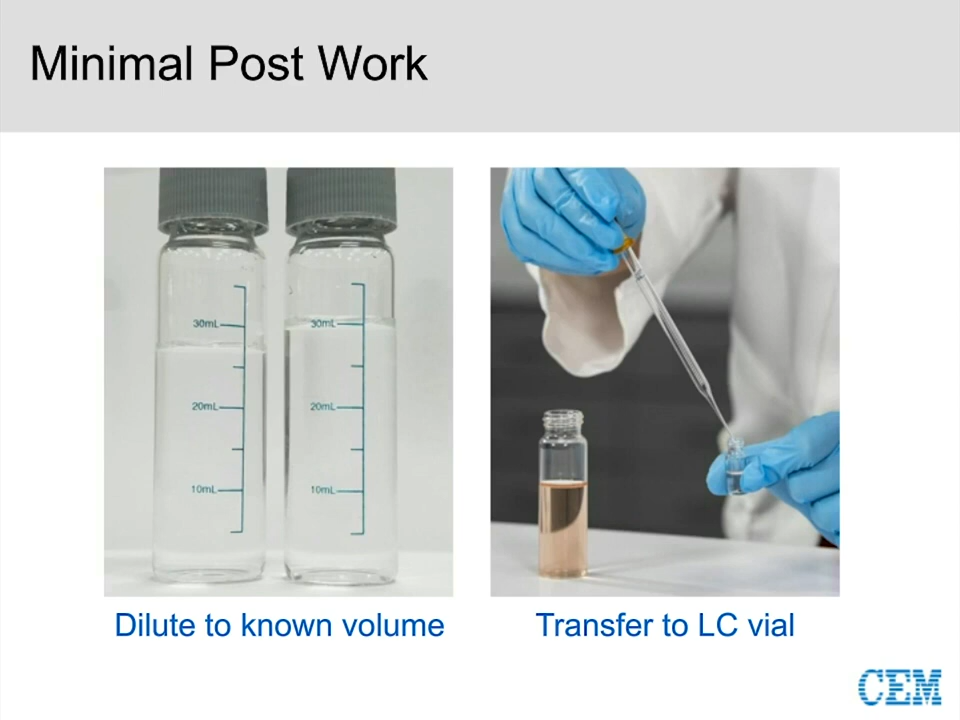 Minimal Post Work
30mL
20mL
10mL
30mL
20mL
10mL
Dilute to known volume
Transfer to LC vial
CEM